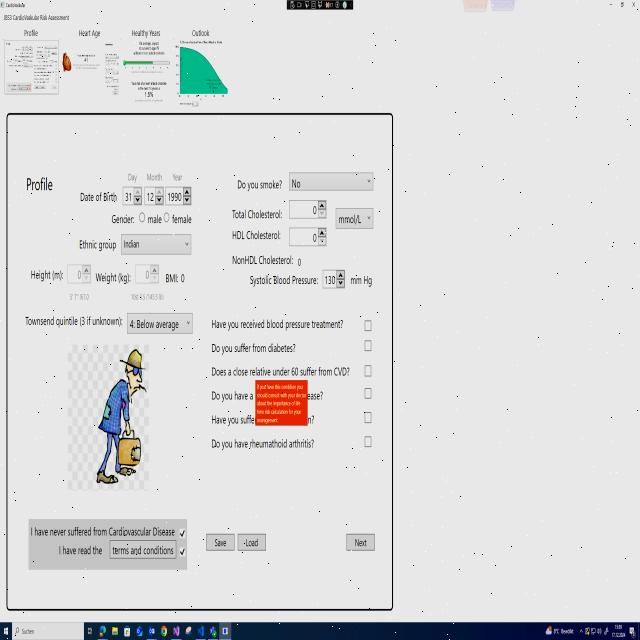 CardioVaskular
JBS3 CardioVaskular Risk Assessment
Profile
Heart Age
Healthy Years
Outlook
Profile
Day Month Year
Date of Birth 31 12 1990
Gender: male female
Ethnic group Indian
Height (m): 0 Weight (kg): 0 BMI: 0
Townsend quintile (3 if unknown): 4: Below average
Do you smoke? No
Total Cholesterol: 0 mmol/L
HDL Cholesterol: 0
NonHDL Cholesterol: 0
Systolic Blood Pressure: 130 mm Hg
Have you received blood pressure treatment?
Do you suffer from diabetes?
Does a close relative under 60 suffer from CVD?
Do you have a ease?
Have you suffe n?
Do you have rheumathoid arthritis?
If you have this condition you
should consult with your doctor
about the importance of life
time risk calculation for your
management
I have never suffered from Cardiovascular Disease
I have read the terms and conditions
Save Load Next
Suchen